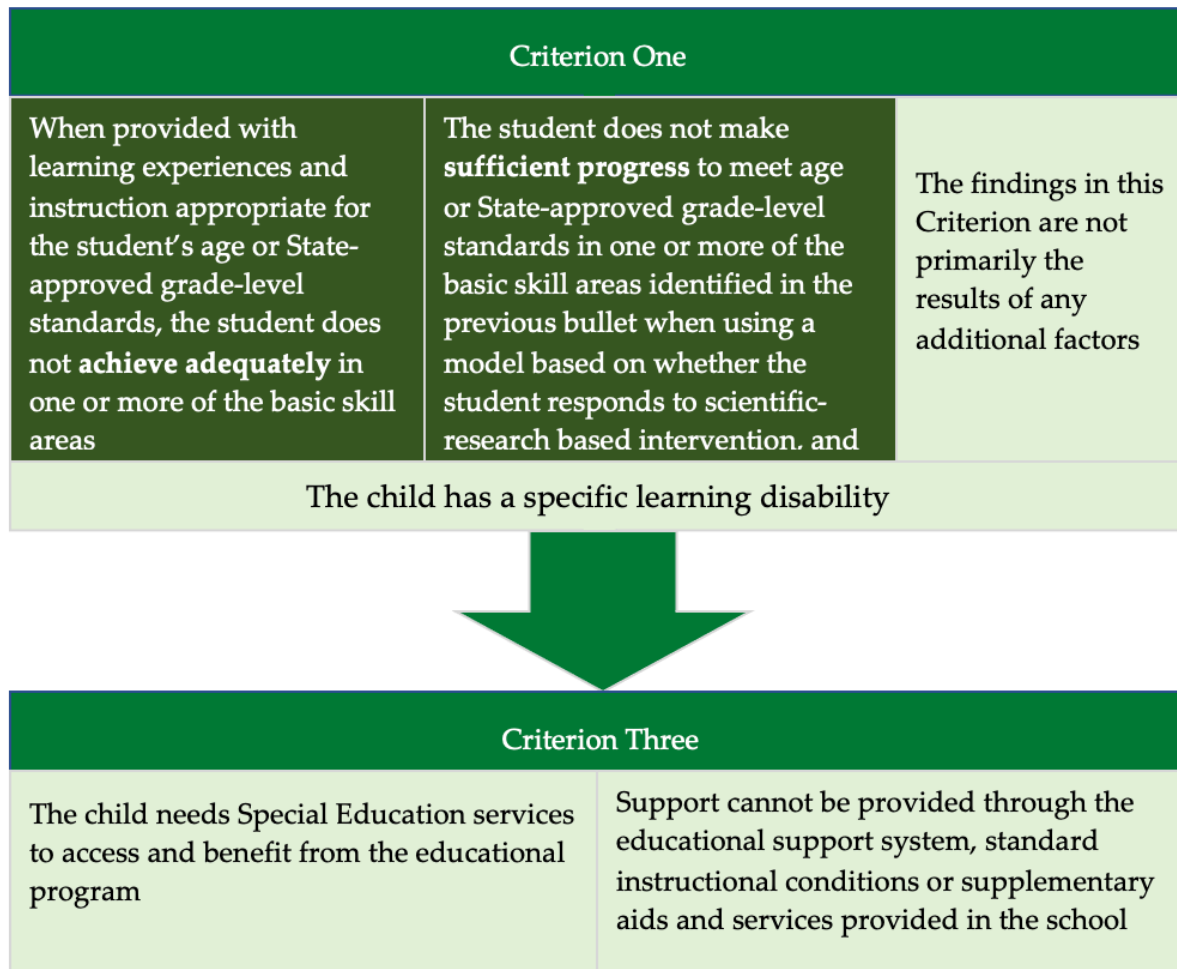 Criterion One
When provided with
learning experiences and
instruction appropriate for
the student’s age or State-
approved grade-level
standards, the student does
not achieve adequately in
one or more of the basic skill
areas
The student does not make
sufficient progress to meet age
or State-approved grade-level
standards in one or more of the
basic skill areas identified in the
previous bullet when using a
model based on whether the
student responds to scientific-
research based intervention, and
The findings in this
Criterion are not
primarily the
results of any
additional factors
The child has a specific learning disability
Criterion Three
The child needs Special Education services
to access and benefit from the educational
program
Support cannot be provided through the
educational support system, standard
instructional conditions or supplementary
aids and services provided in the school